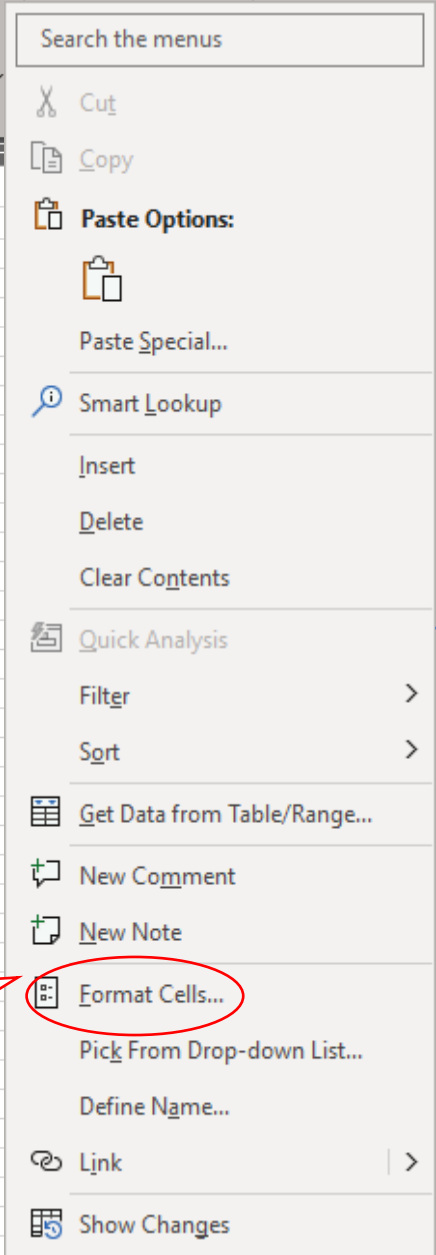 Search the menus
Cut
Copy
Paste Options:
Paste Special...
Smart Lookup
Insert
Delete
Clear Contents
Quick Analysis
Filter
Sort
Get Data from Table/Range...
New Comment
New Note
Format Cells...
Pick From Drop-down List...
Define Name...
Link
Show Changes